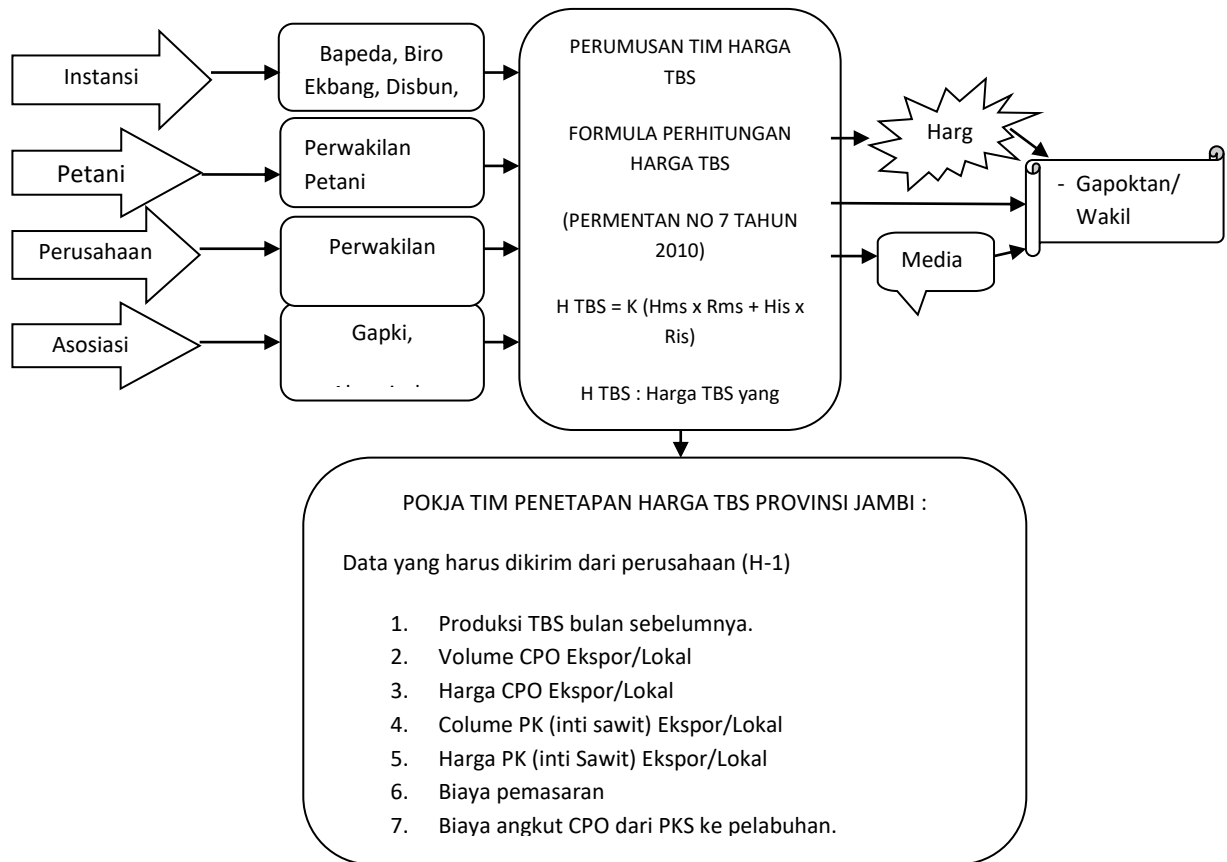 Instansi
Bapeda, Biro
Ekbang, Disbun,
Petani
Perwakilan
Petani
Perusahaan
Perwakilan
Asosiasi
Gapki,
PERUMUSAN TIM HARGA
TBS
FORMULA PERHITUNGAN
HARGA TBS
(PERMENTAN NO 7 TAHUN
2010)
H TBS = K (Hms x Rms + His x
Ris)
H TBS : Harga TBS yang
Harg
Media
- Gapoktan/
Wakil
POKJA TIM PENETAPAN HARGA TBS PROVINSI JAMBI :
Data yang harus dikirim dari perusahaan (H-1)
1. Produksi TBS bulan sebelumnya.
2. Volume CPO Ekspor/Lokal
3. Harga CPO Ekspor/Lokal
4. Colume PK (inti sawit) Ekspor/Lokal
5. Harga PK (inti Sawit) Ekspor/Lokal
6. Biaya pemasaran
7. Biaya angkut CPO dari PKS ke pelabuhan.